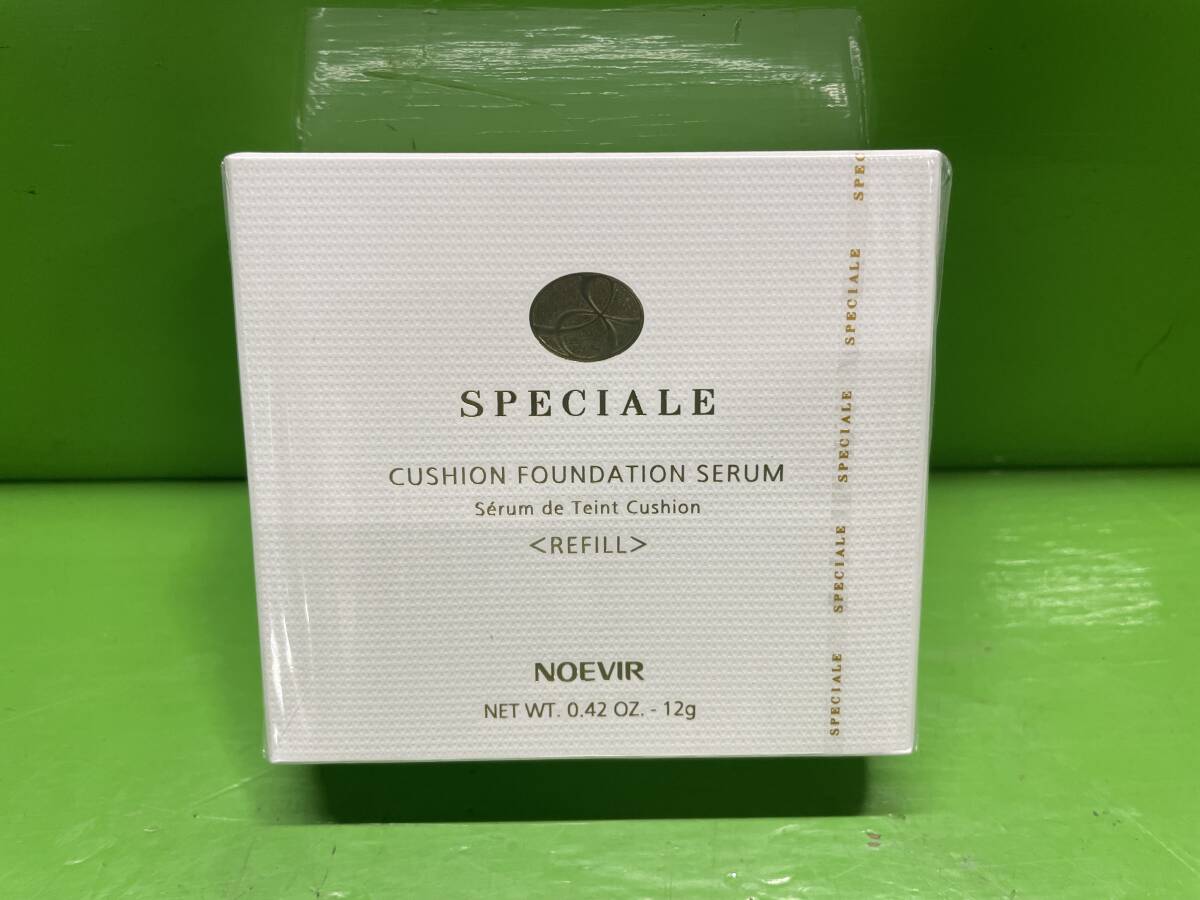 SPECIALE
CUSHION FOUNDATION SERUM
Sérum de Teint Cushion
<REFILL>
NOEVIR
NET WT. 0.42 OZ. - 12g
SPEC
SPECIALE
SPECIALE
SPECIALE
SPECIALE